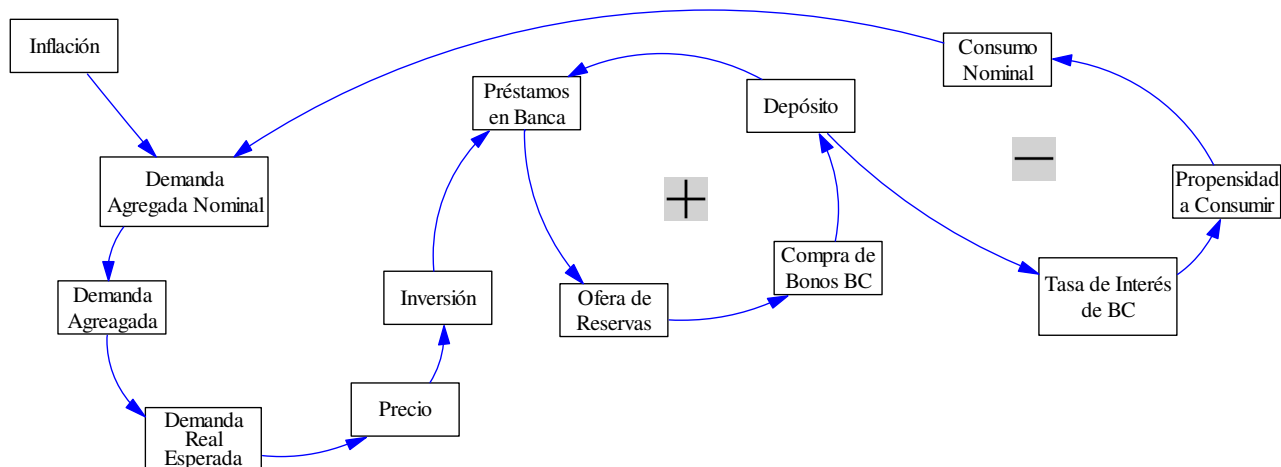 Inflación
Consumo
Nominal
Préstamos
en Banca
Depósito
Demanda
Agregada Nominal
Propensidad
a Consumir
Compra de
Bonos BC
Tasa de Interés
de BC
Inversión
Ofera de
Reservas
Demanda
Agreagada
Precio
Demanda
Real
Esperada